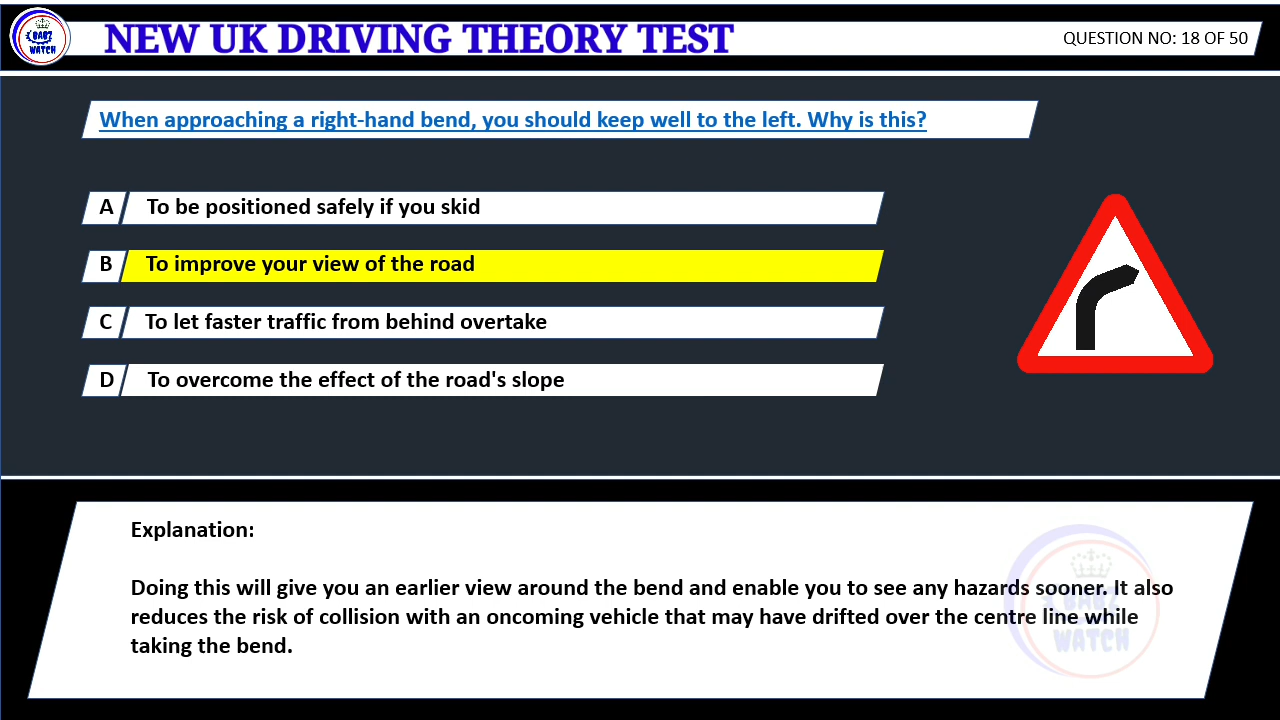 BABZ
WATCH
NEW UK DRIVING THEORY TEST
QUESTION NO: 18 OF 50
When approaching a right-hand bend, you should keep well to the left. Why is this?
A To be positioned safely if you skid
B To improve your view of the road
C To let faster traffic from behind overtake
D To overcome the effect of the road's slope
Explanation:
Doing this will give you an earlier view around the bend and enable you to see any hazards sooner. It also
reduces the risk of collision with an oncoming vehicle that may have drifted over the centre line while
taking the bend.
BABZ
WATCH